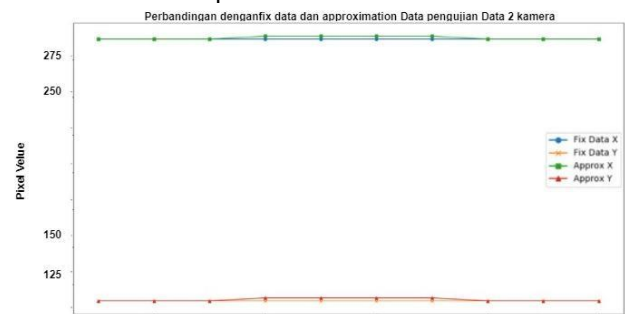 Perbandingan denganfix data dan approximation Data pengujian Data 2 kamera
275
250
Pixel Velue
150
125
Fix Data X
Fix Data Y
Approx X
Approx Y